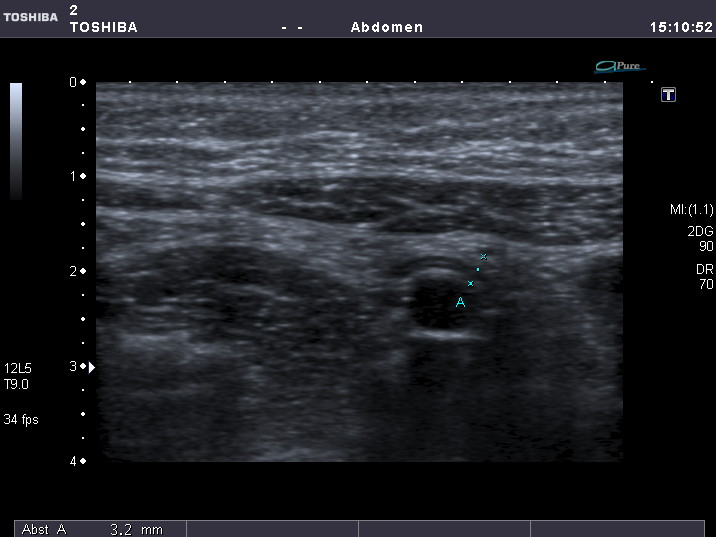 TOSHIBA
2
TOSHIBA - - Abdomen 15:10:52
Pure
T
0
1
2
3
4
A
MI:(1.1)
2DG
90
DR
70
12L5
T9.0
34 fps
Abst A 3.2 mm